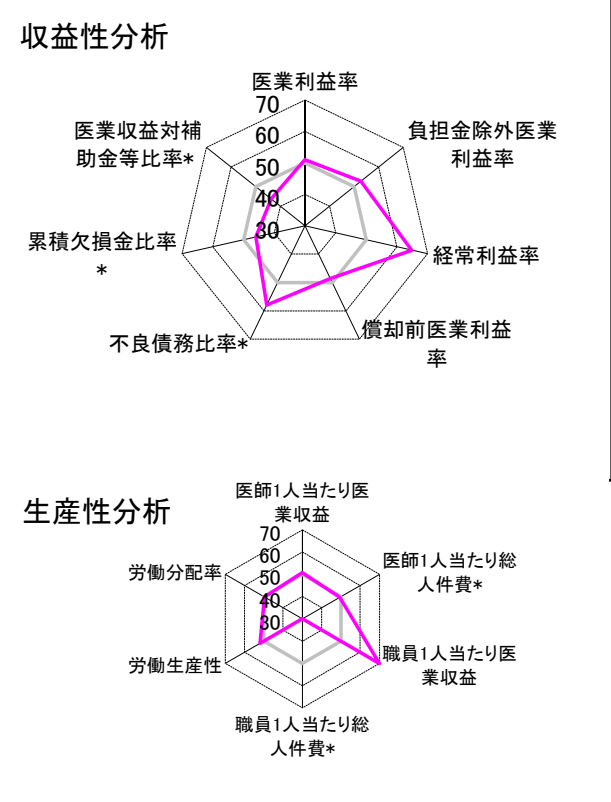 収益性分析
医業利益率
70
60
50
40
30
負担金除外医業
利益率
経常利益率
償却前医業利益
率
不良債務比率*
累積欠損金比率
*
医業収益対補
助金等比率*
生産性分析
医師1人当たり医
業収益
70
60
50
40
30
医師1人当たり総
人件費*
職員1人当たり医
業収益
職員1人当たり総
人件費*
労働生産性
労働分配率